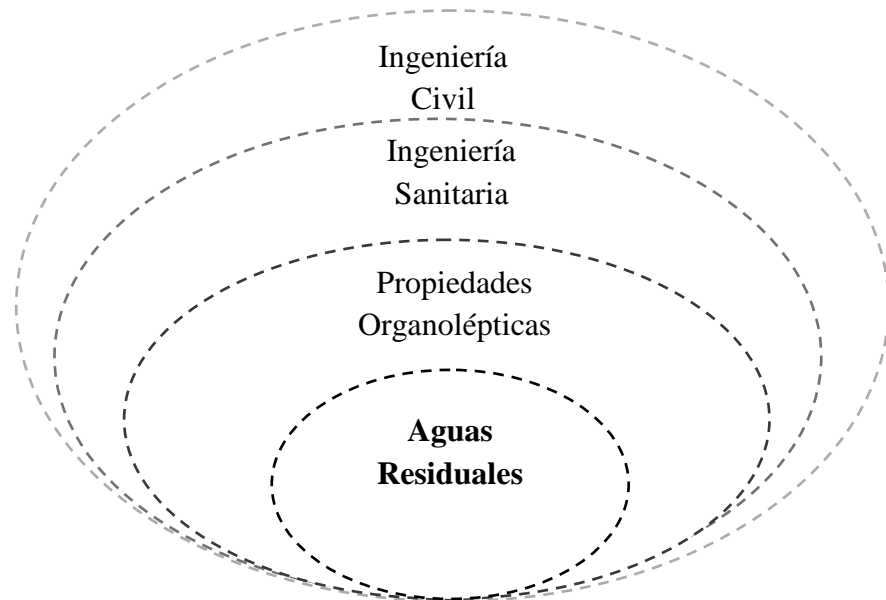 Ingeniería
Civil
Ingeniería
Sanitaria
Propiedades
Organolépticas
Aguas
Residuales